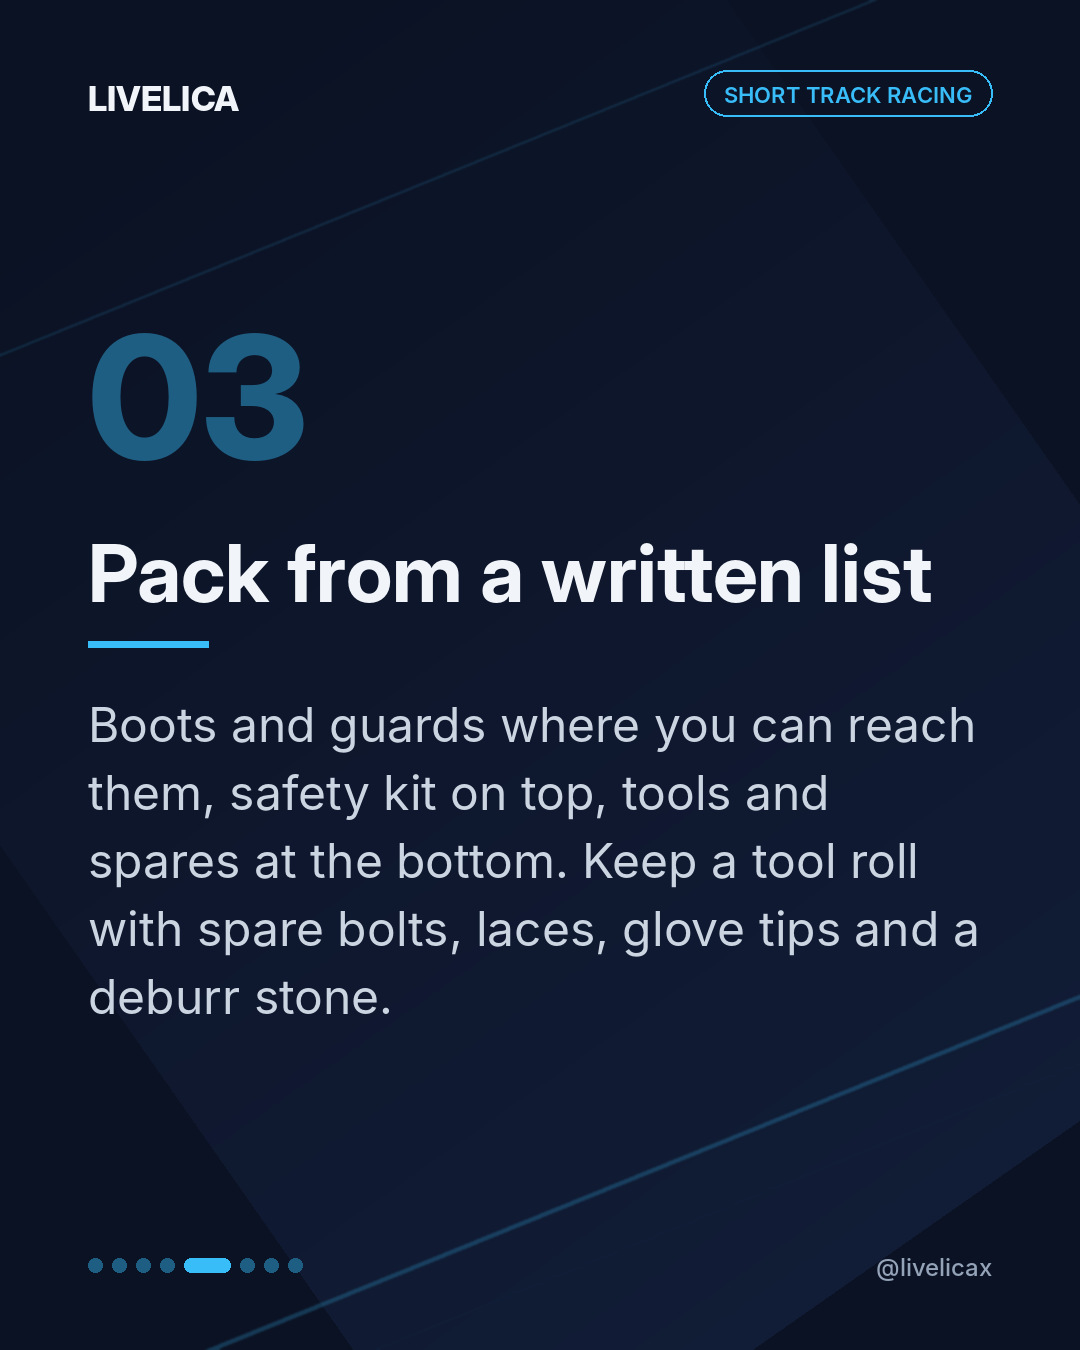 LIVELICA
SHORT TRACK RACING
03
Pack from a written list
Boots and guards where you can reach
them, safety kit on top, tools and
spares at the bottom. Keep a tool roll
with spare bolts, laces, glove tips and a
deburr stone.
@livelicax